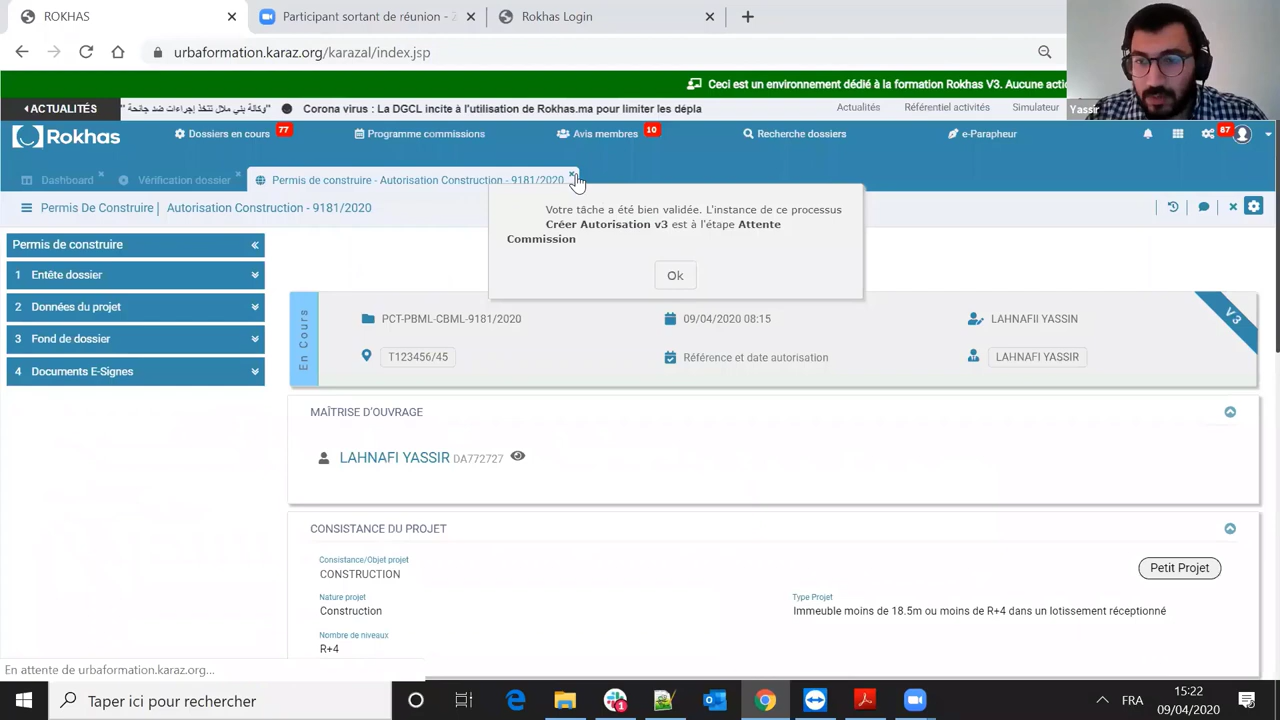 ROKHAS
Participant sortant de réunion - Z
Rokhas Login
urbaformation.karaz.org/karazal/index.jsp
Ceci est un environnement dédié à la formation Rokhas V3. Aucune actio
Yassir
ACTUALITÉS
"وكالة بني ملال تتخذ إجراءات ضد جائحة
Corona virus : La DGCL incite à l'utilisation de Rokhas.ma pour limiter les dépla
Actualités
Référentiel activités
Simulateur
Rokhas
Dossiers en cours 77
Programme commissions
Avis membres 10
Recherche dossiers
e-Parapheur
87
Dashboard
Vérification dossier
Permis de construire - Autorisation Construction - 9181/2020
Permis De Construire | Autorisation Construction - 9181/2020
Votre tâche a été bien validée. L'instance de ce processus
Créer Autorisation v3 est à l'étape Attente
Commission
Ok
Permis de construire
1 Entête dossier
2 Données du projet
3 Fond de dossier
4 Documents E-Signes
En Cours
PCT-PBML-CBML-9181/2020
09/04/2020 08:15
LAHNAFII YASSIN
V3
T123456/45
Référence et date autorisation
LAHNAFI YASSIR
MAÎTRISE D'OUVRAGE
LAHNAFI YASSIR DA772727
CONSISTANCE DU PROJET
Consistance/Objet projet
CONSTRUCTION
Petit Projet
Nature projet
Type Projet
Construction
Immeuble moins de 18.5m ou moins de R+4 dans un lotissement réceptionné
Nombre de niveaux
R+4
En attente de urbaformation.karaz.org...
Taper ici pour rechercher
1
FRA
15:22
09/04/2020